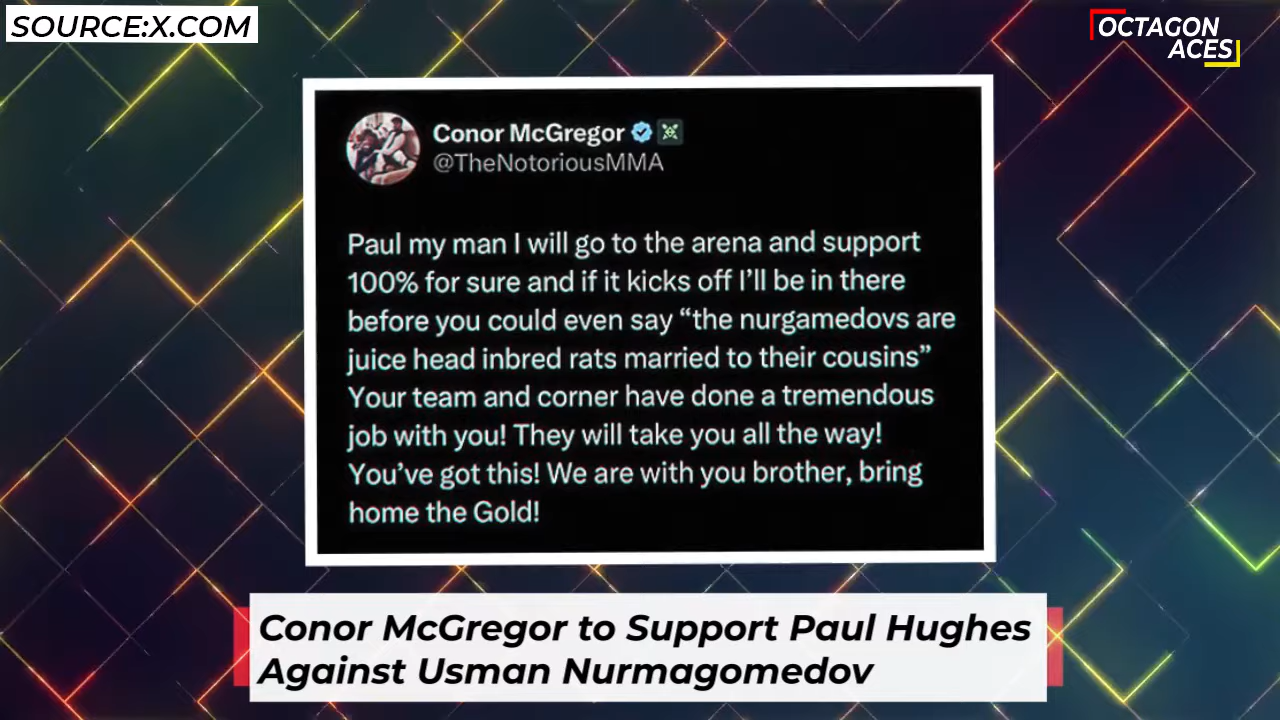 SOURCE:X.COM
OCTAGON
ACES
Conor McGregor
@TheNotoriousMMA
Paul my man I will go to the arena and support
100% for sure and if it kicks off I’ll be in there
before you could even say “the nurgamedovs are
juice head inbred rats married to their cousins”
Your team and corner have done a tremendous
job with you! They will take you all the way!
You’ve got this! We are with you brother, bring
home the Gold!
Conor McGregor to Support Paul Hughes
Against Usman Nurmagomedov